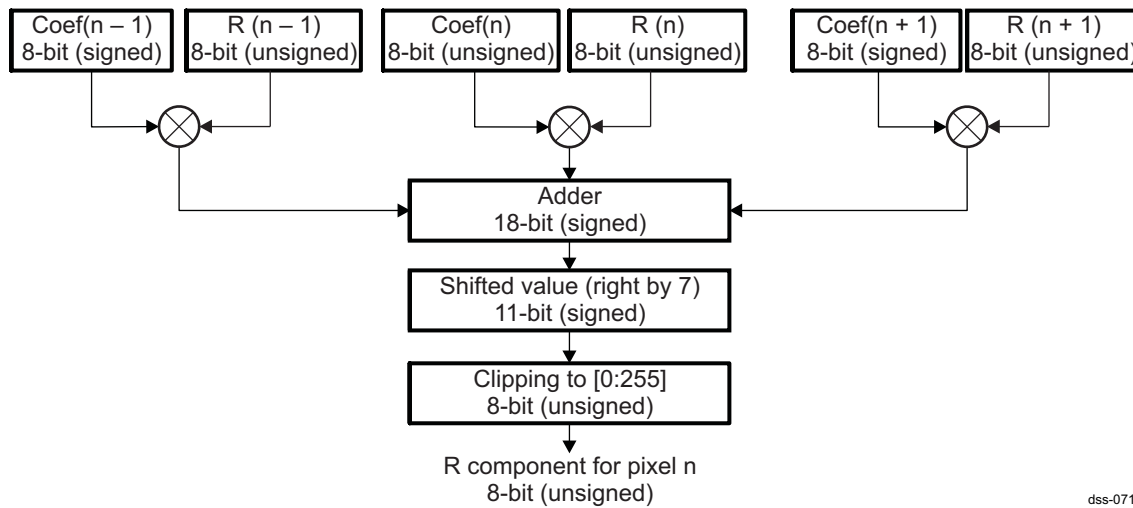 Coef(n – 1)
8-bit (signed)
R (n – 1)
8-bit (unsigned)
Coef(n)
8-bit (unsigned)
R (n)
8-bit (unsigned)
Coef(n + 1)
8-bit (signed)
R (n + 1)
8-bit (unsigned)
Adder
18-bit (signed)
Shifted value (right by 7)
11-bit (signed)
Clipping to [0:255]
8-bit (unsigned)
R component for pixel n
8-bit (unsigned)
dss-071